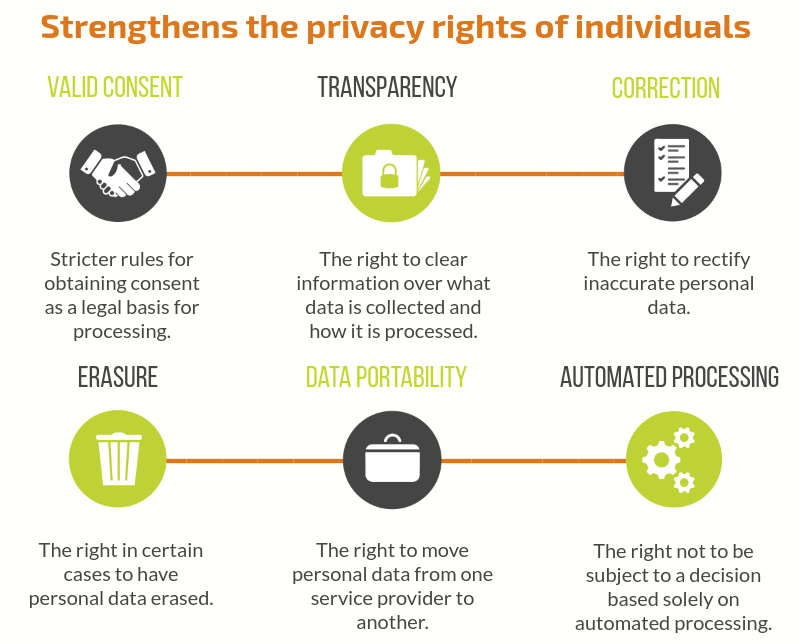 Strengthens the privacy rights of individuals
VALID CONSENT
TRANSPARENCY
CORRECTION
Stricter rules for
obtaining consent
as a legal basis for
processing.
The right to clear
information over what
data is collected and
how it is processed.
The right to rectify
inaccurate personal
data.
ERASURE
DATA PORTABILITY
AUTOMATED PROCESSING
The right in certain
cases to have
personal data erased.
The right to move
personal data from one
service provider to
another.
The right not to be
subject to a decision
based solely on
automated processing.